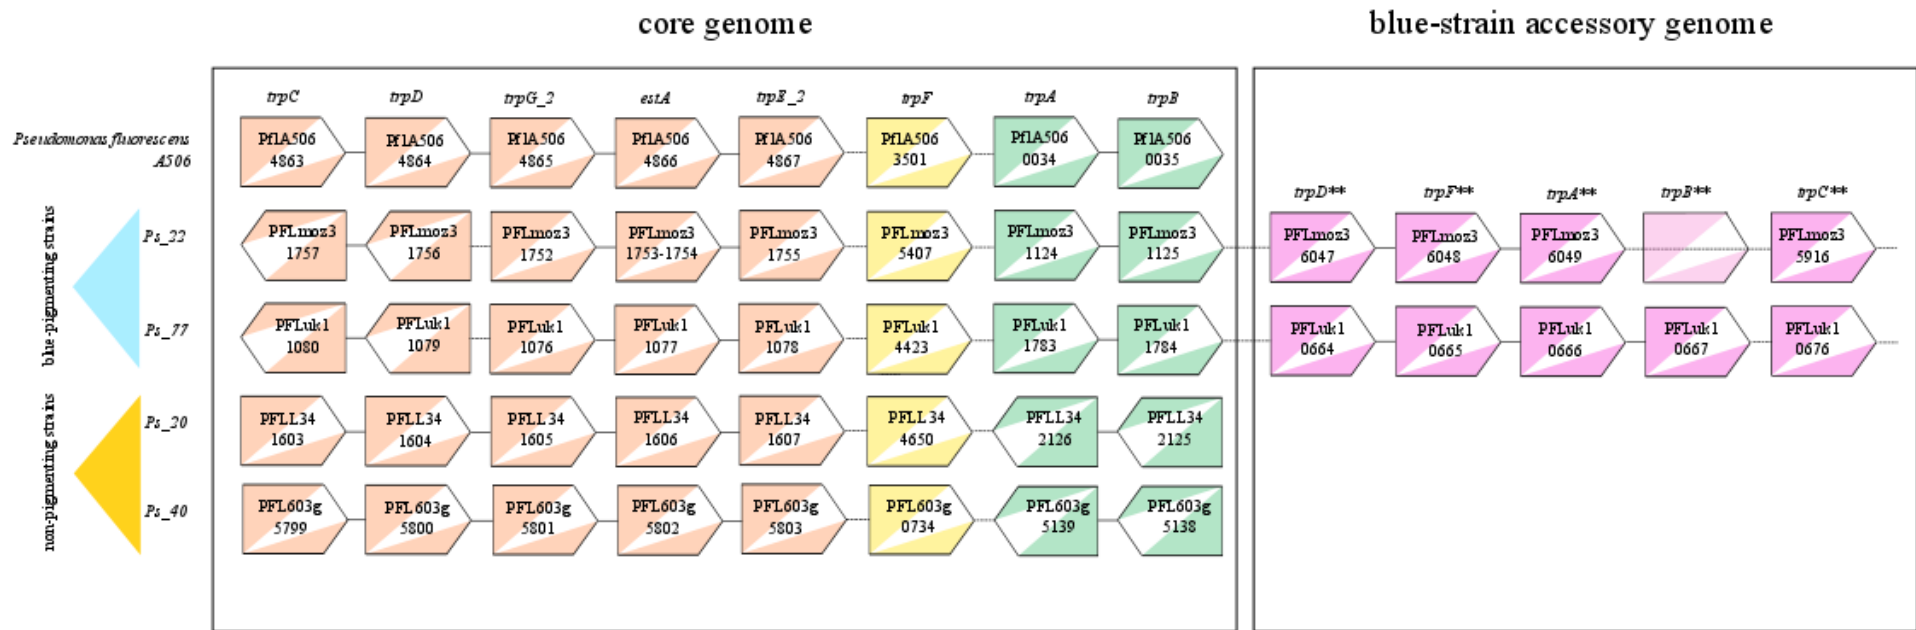 core genome
blue-strain accessory genome
trpC trpD trpG_2 estA trpE_2 trpF trpA trpB
Pseudomonas fluorescens
A506
PflA506 PflA506 PflA506 PflA506 PflA506 PflA506 PflA506 PflA506
4863 4864 4865 4866 4867 3501 0034 0035
trpD** trpF** trpA** trpB** trpC**
blue-pigmenting strains
Ps_22
PFLmoz3 PFLmoz3 PFLmoz3 PFLmoz3 PFLmoz3 PFLmoz3 PFLmoz3 PFLmoz3 PFLmoz3 PFLmoz3 PFLmoz3 PFLmoz3
1757 1756 1752 1753-1754 1755 5407 1124 1125 6047 6048 6049 5916
Ps_77
PFLuk1 PFLuk1 PFLuk1 PFLuk1 PFLuk1 PFLuk1 PFLuk1 PFLuk1 PFLuk1 PFLuk1 PFLuk1 PFLuk1 PFLuk1
1080 1079 1076 1077 1078 4423 1783 1784 0664 0665 0666 0667 0676
non-pigmenting strains
Ps_20
PFLL34 PFLL34 PFLL34 PFLL34 PFLL34 PFLL34 PFLL34 PFLL34
1603 1604 1605 1606 1607 4650 2126 2125
Ps_40
PFL603g PFL603g PFL603g PFL603g PFL603g PFL603g PFL603g PFL603g
5799 5800 5801 5802 5803 0734 5139 5138